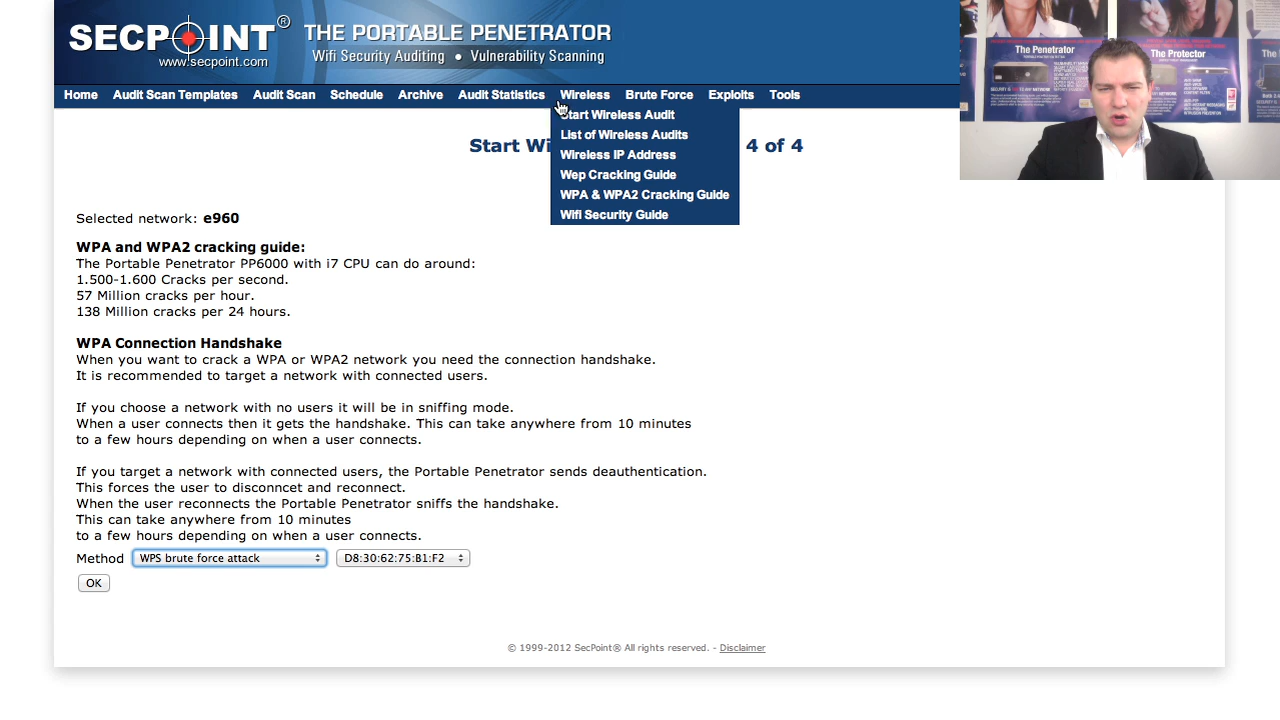 SECPOINT®
www.secpoint.com
THE PORTABLE PENETRATOR
Wifi Security Auditing • Vulnerability Scanning
The Penetrator
The Protector
Home Audit Scan Templates Audit Scan Schedule Archive Audit Statistics Wireless Brute Force Exploits Tools
Start Wireless Audit
List of Wireless Audits
Wireless IP Address
Wep Cracking Guide
WPA & WPA2 Cracking Guide
Wifi Security Guide
Start Wi 4 of 4
Selected network: e960
WPA and WPA2 cracking guide:
The Portable Penetrator PP6000 with i7 CPU can do around:
1.500-1.600 Cracks per second.
57 Million cracks per hour.
138 Million cracks per 24 hours.
WPA Connection Handshake
When you want to crack a WPA or WPA2 network you need the connection handshake.
It is recommended to target a network with connected users.
If you choose a network with no users it will be in sniffing mode.
When a user connects then it gets the handshake. This can take anywhere from 10 minutes
to a few hours depending on when a user connects.
If you target a network with connected users, the Portable Penetrator sends deauthentication.
This forces the user to disconncet and reconnect.
When the user reconnects the Portable Penetrator sniffs the handshake.
This can take anywhere from 10 minutes
to a few hours depending on when a user connects.
Method WPS brute force attack D8:30:62:75:B1:F2
OK
© 1999-2012 SecPoint® All rights reserved. - Disclaimer